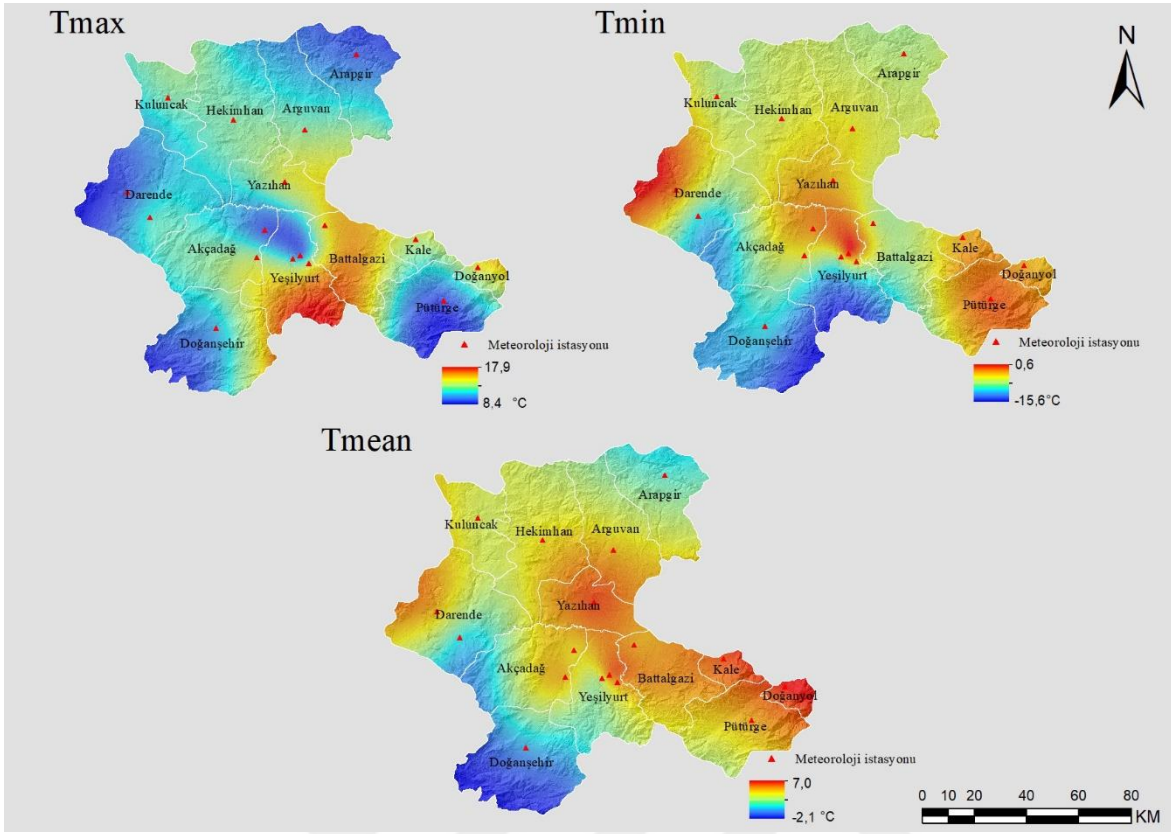 Tmax
Arapgir
Kuluncak
Hekimhan
Arguvan
Darende
Yazıhan
Akçadağ
Battalgazi
Kale
Yeşilyurt
Doğanyol
Pütürge
Doğanşehir
Meteoroloji istasyonu
17,9
8,4 °C
Tmin
N
Arapgir
Kuluncak
Hekimhan
Arguvan
Yazıhan
Darende
Akçadağ
Kale
Battalgazi
Yeşilyurt
Doğanyol
Pütürge
Doğanşehir
Meteoroloji istasyonu
0,6
-15,6°C
Tmean
Arapgir
Kuluncak
Hekimhan
Arguvan
Yazıhan
Darende
Akçadağ
Kale
Battalgazi
Yeşilyurt
Doğanyol
Pütürge
Doğanşehir
Meteoroloji istasyonu
7,0
-2,1 °C
0 10 20 40 60 80
KM